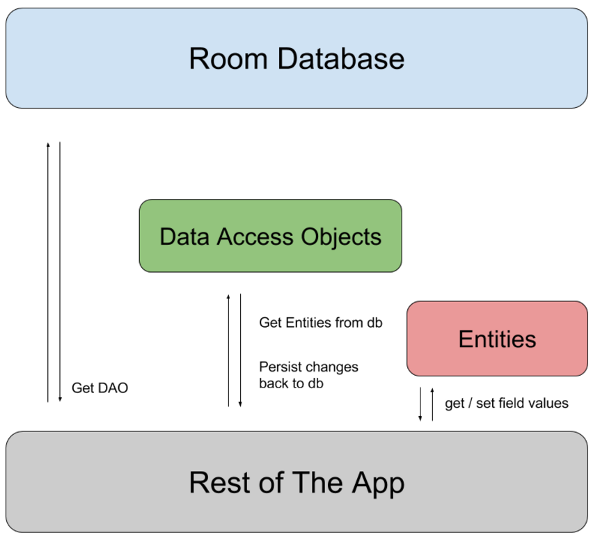 Room Database
Data Access Objects
Get Entities from db
Persist changes
back to db
Entities
Get DAO
get / set field values
Rest of The App